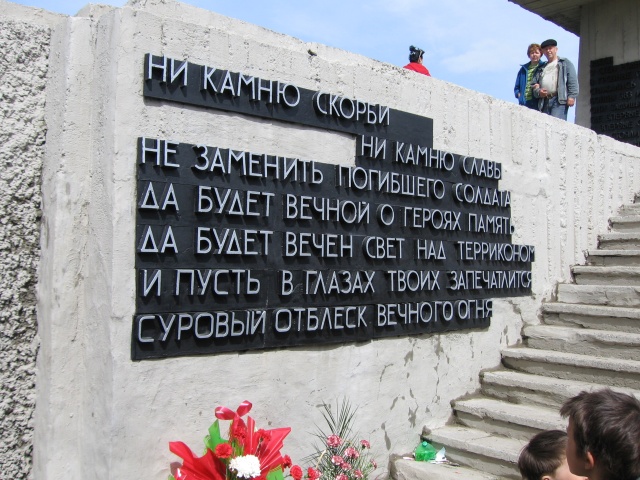 НИ КАМНЮ СКОРБИ
НИ КАМНЮ СЛАВЫ
НЕ ЗАМЕНИТЬ ПОГИБШЕГО СОЛДАТА
ДА БУДЕТ ВЕЧНОЙ О ГЕРОЯХ ПАМЯТЬ
ДА БУДЕТ ВЕЧЕН СВЕТ НАД ТЕРРИКОНОМ
И ПУСТЬ В ГЛАЗАХ ТВОИХ ЗАПЕЧАТЛИТСЯ
СУРОВЫЙ ОТБЛЕСК ВЕЧНОГО ОГНЯ